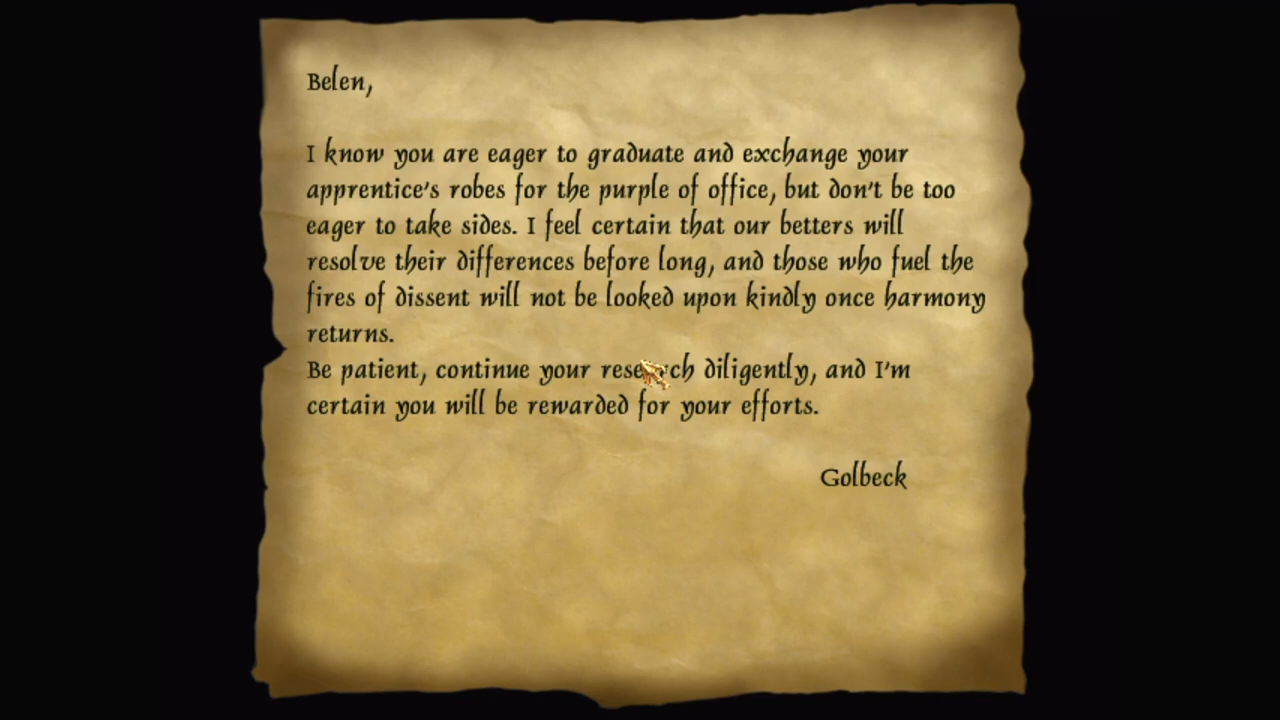 Belen,
I know you are eager to graduate and exchange your
apprentice's robes for the purple of office, but don't be too
eager to take sides. I feel certain that our betters will
resolve their differences before long, and those who fuel the
fires of dissent will not be looked upon kindly once harmony
returns.
Be patient, continue your research diligently, and I'm
certain you will be rewarded for your efforts.
Golbeck